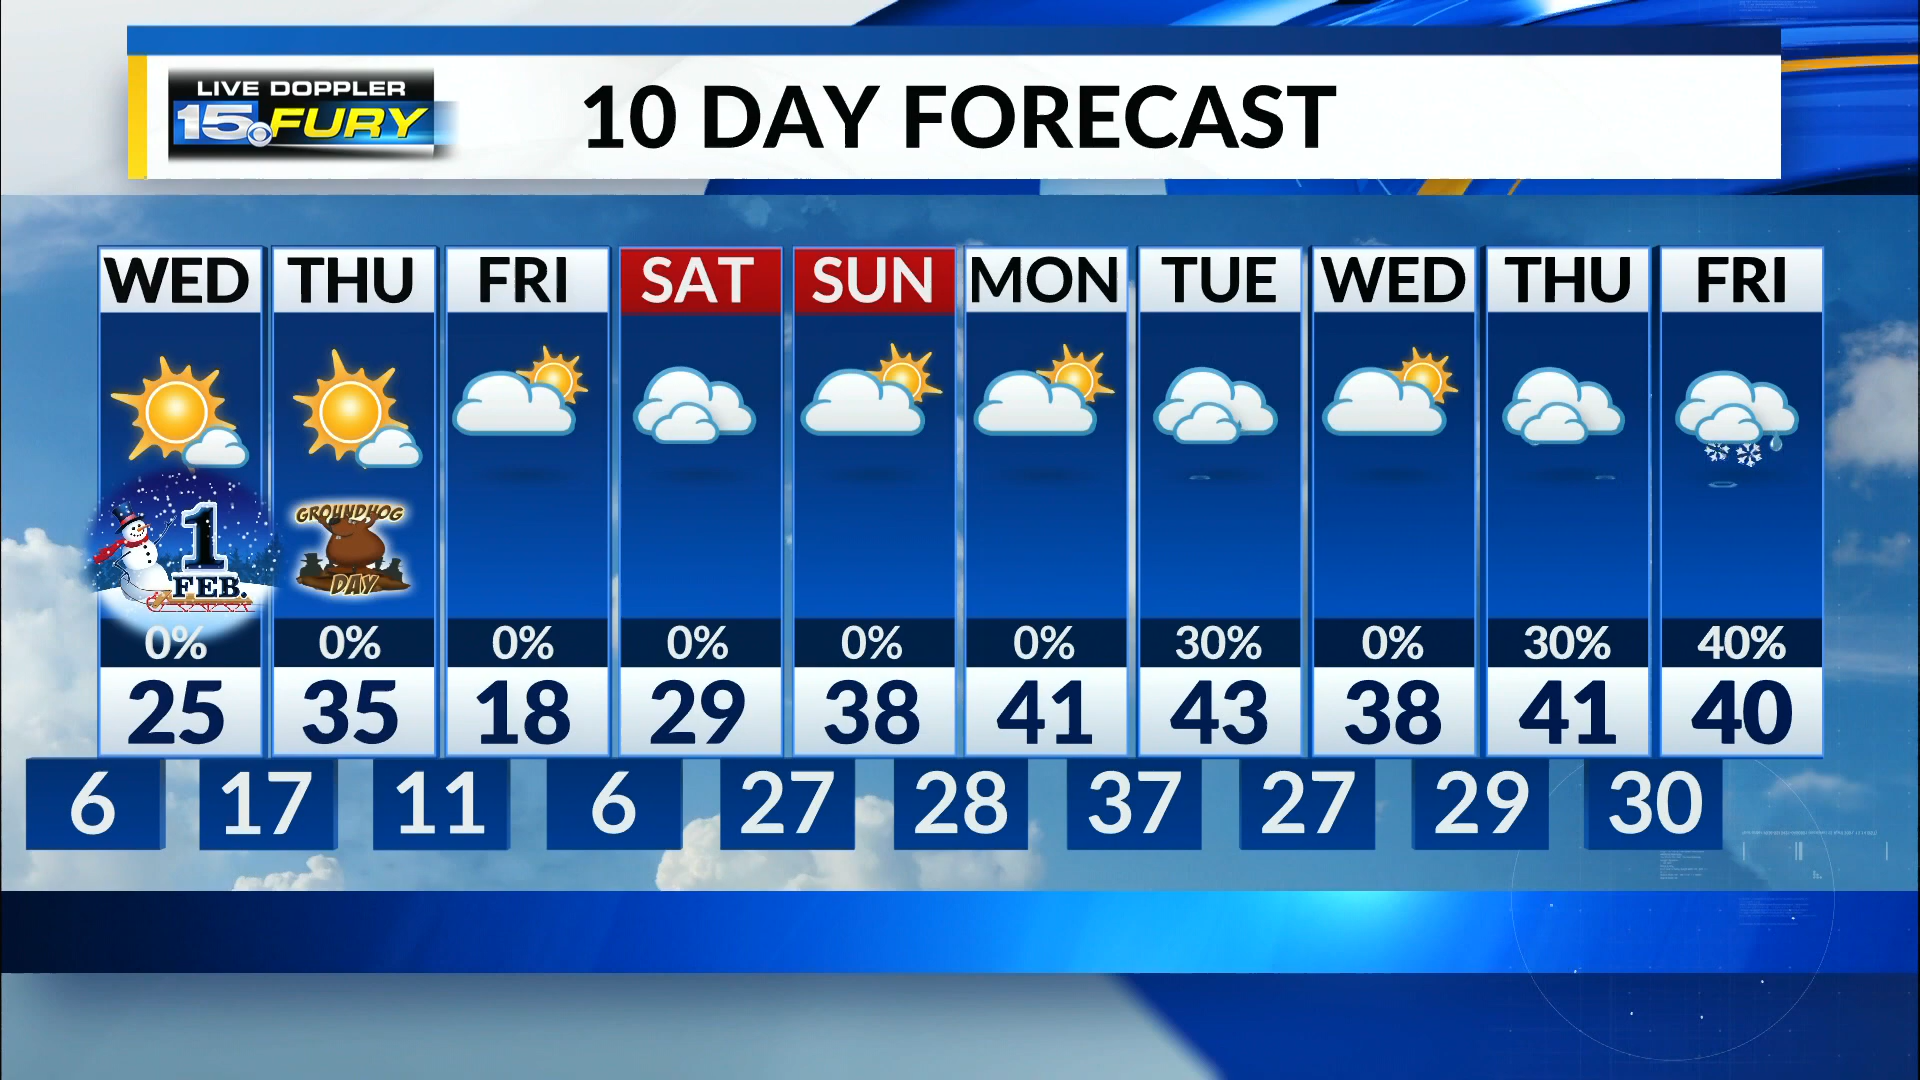 LIVE DOPPLER
15 FURY
10 DAY FORECAST
WED THU FRI SAT SUN MON TUE WED THU FRI
1
FEB.
GROUNDHOG
DAY
0% 0% 0% 0% 0% 0% 30% 0% 30% 40%
25 35 18 29 38 41 43 38 41 40
6 17 11 6 27 28 37 27 29 30